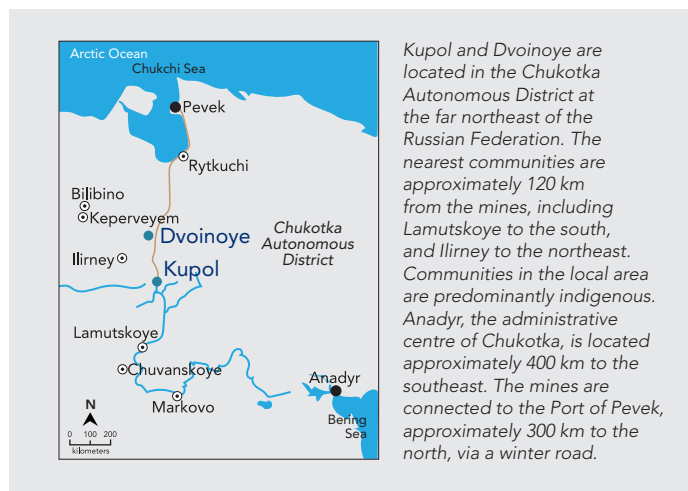 Arctic Ocean
Chukchi Sea
Pevek
Rytkuchi
Bilbino
Keperveyem
Dvoinoye
Chukotka
Autonomous
District
Ilirney
Kupol
Lamutskoye
Chuvanskoye
Anadyr
Markovo
Bering
Sea
N
0 100 200
kilometers
Kupol and Dvoinoye are
located in the Chukotka
Autonomous District at
the far northeast of the
Russian Federation. The
nearest communities are
approximately 120 km
from the mines, including
Lamutskoye to the south,
and Ilirney to the northeast.
Communities in the local area
are predominantly indigenous.
Anadyr, the administrative
centre of Chukotka, is located
approximately 400 km to the
southeast. The mines are
connected to the Port of Pevek,
approximately 300 km to the
north, via a winter road.